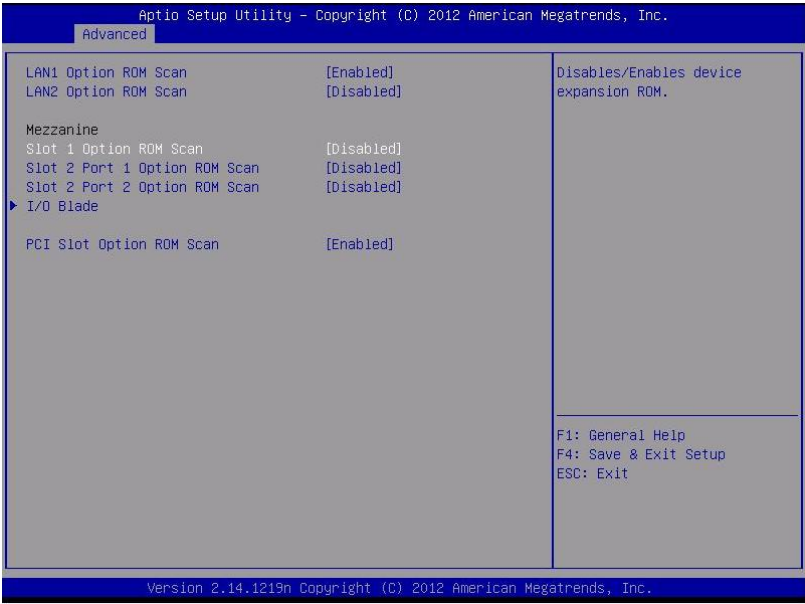 Aptio Setup Utility – Copyright (C) 2012 American Megatrends, Inc.
Advanced
LAN1 Option ROM Scan [Enabled]
LAN2 Option ROM Scan [Disabled]
Mezzanine
Slot 1 Option ROM Scan [Disabled]
Slot 2 Port 1 Option ROM Scan [Disabled]
Slot 2 Port 2 Option ROM Scan [Disabled]
I/O Blade
PCI Slot Option ROM Scan [Enabled]
Disables/Enables device
expansion ROM.
F1: General Help
F4: Save & Exit Setup
ESC: Exit
Version 2.14.1219n Copyright (C) 2012 American Megatrends, Inc.